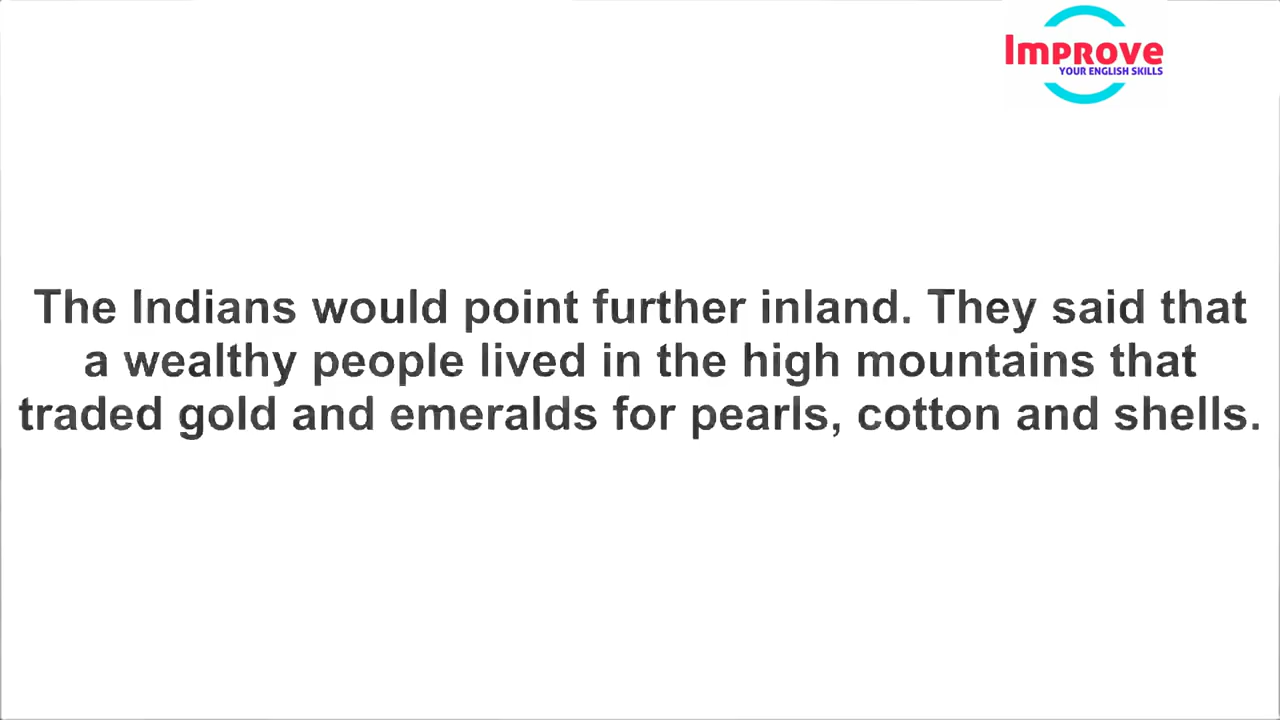 Improve
YOUR ENGLISH SKILLS
The Indians would point further inland. They said that
a wealthy people lived in the high mountains that
traded gold and emeralds for pearls, cotton and shells.